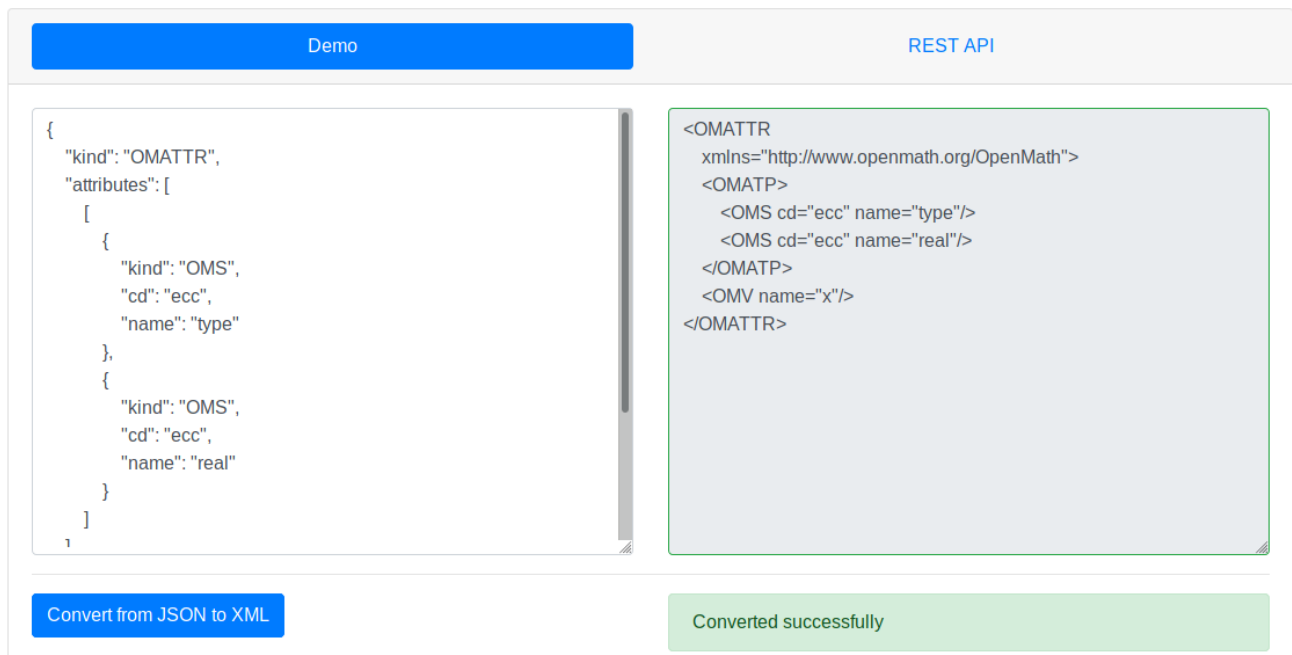 Demo
REST API
{
"kind": "OMATTR",
"attributes": [
[
{
"kind": "OMS",
"cd": "ecc",
"name": "type"
},
{
"kind": "OMS",
"cd": "ecc",
"name": "real"
}
]
]
<OMATTR
xmlns="http://www.openmath.org/OpenMath">
<OMATP>
<OMS cd="ecc" name="type"/>
<OMS cd="ecc" name="real"/>
</OMATP>
<OMV name="x"/>
</OMATTR>
Convert from JSON to XML
Converted successfully